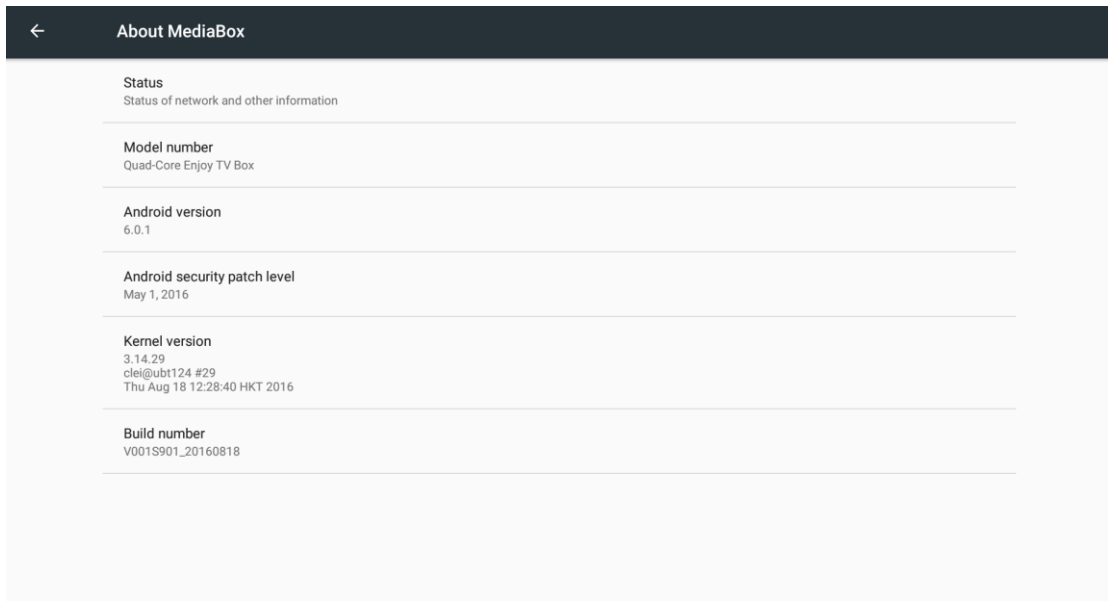 About MediaBox
Status
Status of network and other information
Model number
Quad-Core Enjoy TV Box
Android version
6.0.1
Android security patch level
May 1, 2016
Kernel version
3.14.29
clei@ubt124 #29
Thu Aug 18 12:28:40 HKT 2016
Build number
V001S901_20160818